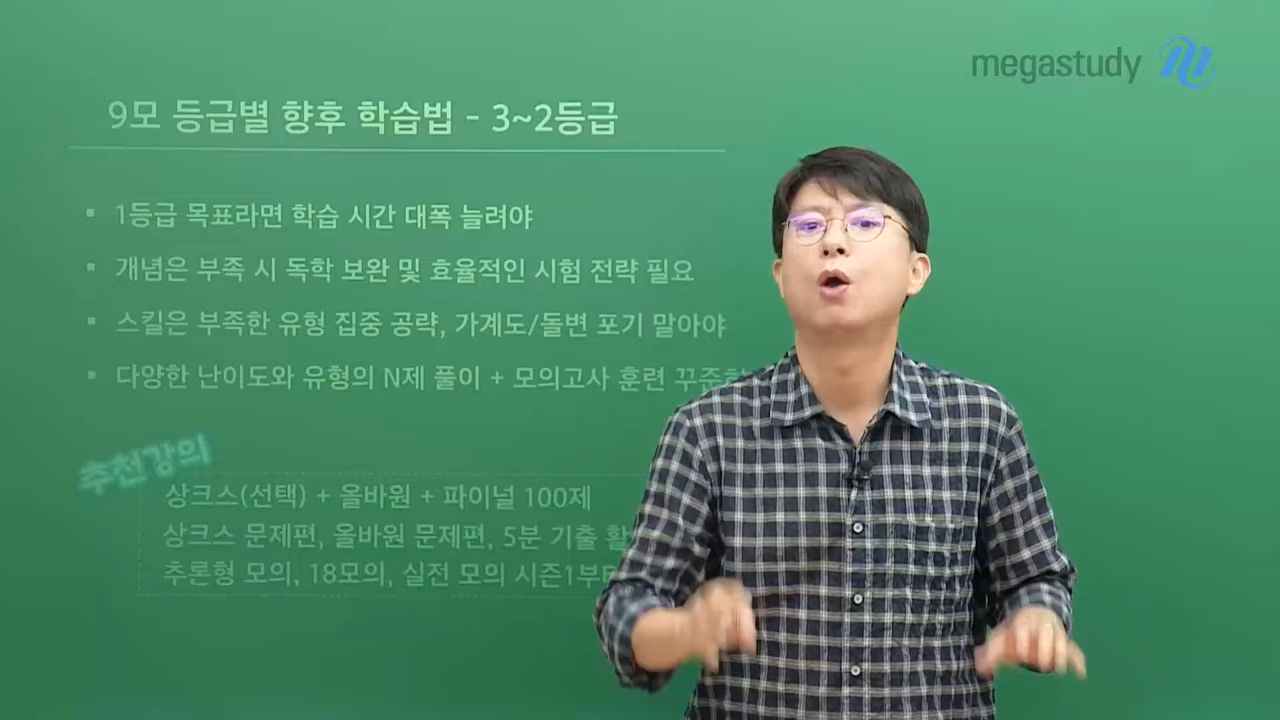 megastudy
9모 등급별 향후 학습법 - 3~2등급
▪ 1등급 목표라면 학습 시간 대폭 늘려야
▪ 개념은 부족 시 독학 보완 및 효율적인 시험 전략 필요
▪ 스킬은 부족한 유형 집중 공략, 가계도/돌변 포기 말아야
▪ 다양한 난이도와 유형의 N제 풀이 + 모의고사 훈련
추천강의
상크스(선택) + 올바원 + 파이널 100제
상크스 문제편, 올바원 문제편, 5분 기출
추론형 모의, 18모의, 실전 모의 시즌1부터